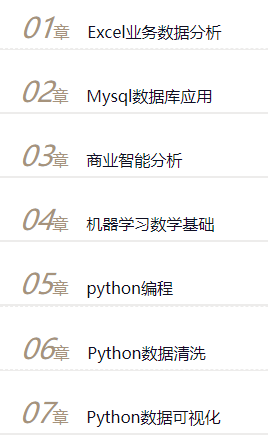 01章 Excel业务数据分析
02章 Mysql数据库应用
03章 商业智能分析
04章 机器学习数学基础
05章 python编程
06章 Python数据清洗
07章 Python数据可视化